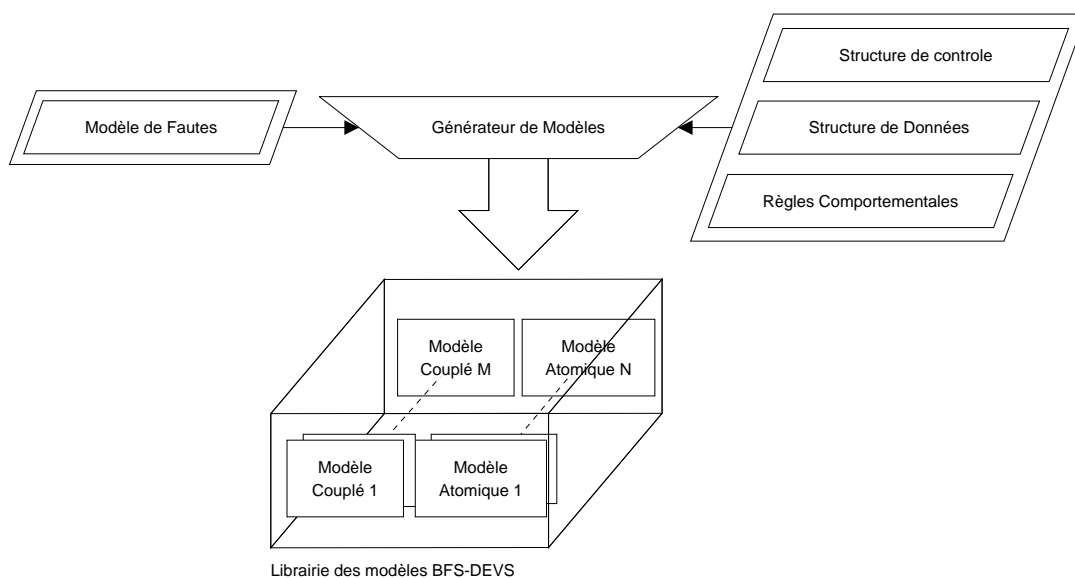 Structure de controle
Modèle de Fautes
Générateur de Modèles
Structure de Données
Règles Comportementales
Modèle
Couplé M
Modèle
Atomique N
Modèle
Couplé 1
Modèle
Atomique 1
Librairie des modèles BFS-DEVS